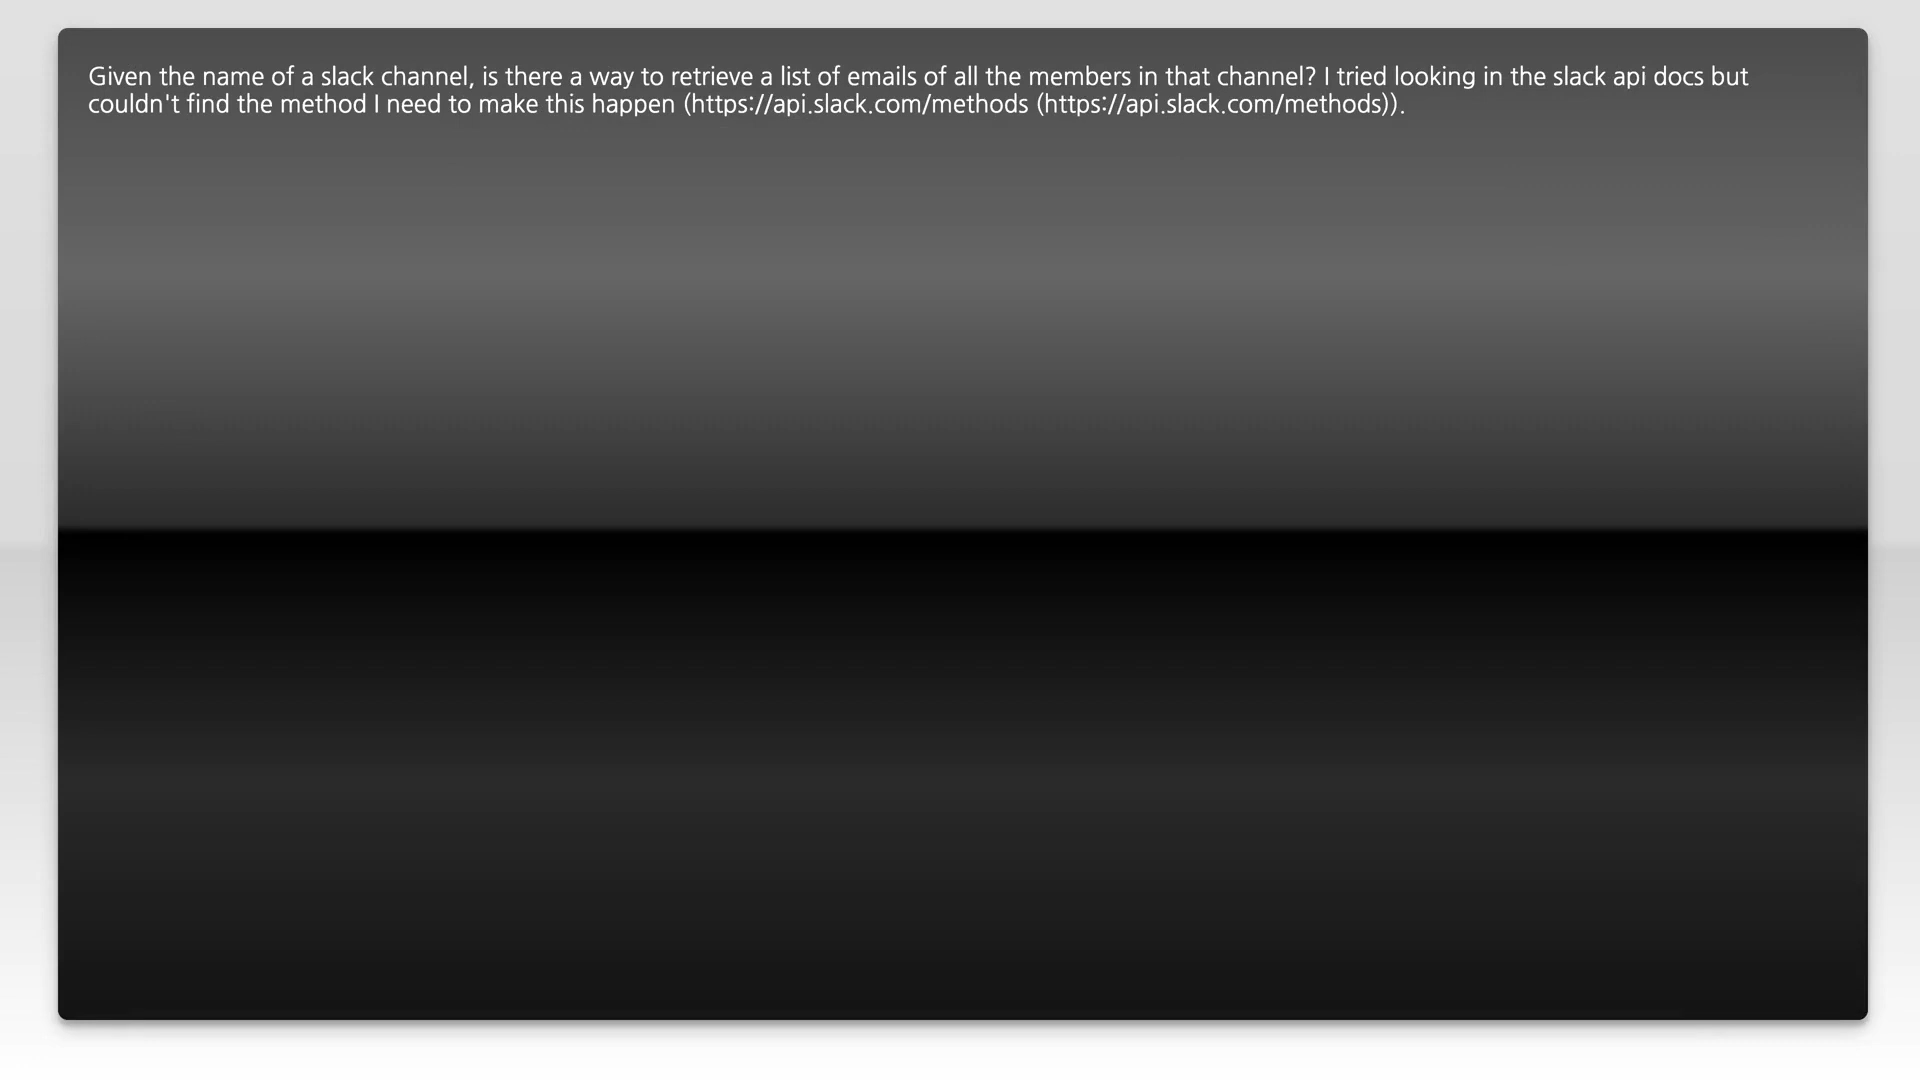 Given the name of a slack channel, is there a way to retrieve a list of emails of all the members in that channel? I tried looking in the slack api docs but
couldn't find the method I need to make this happen (https://api.slack.com/methods (https://api.slack.com/methods)).